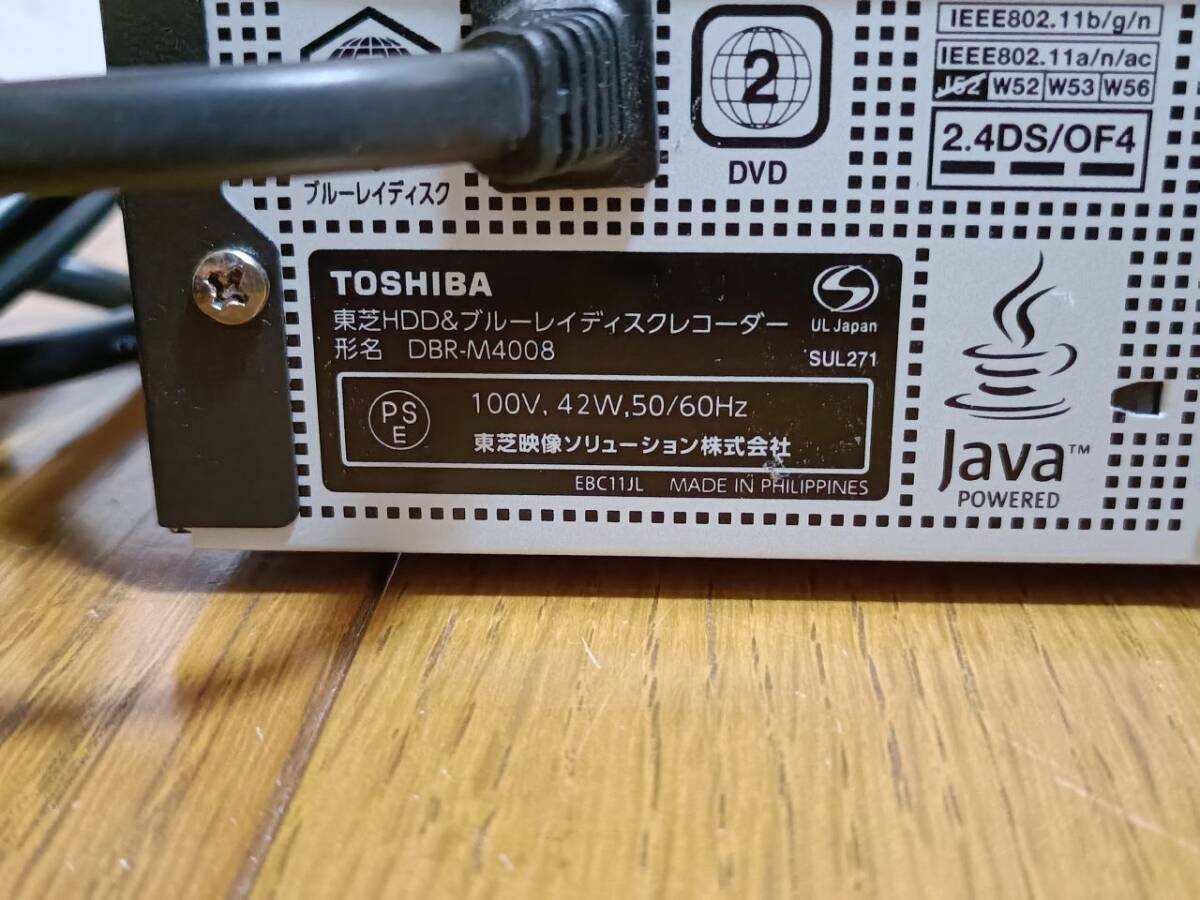 IEEE802.11b/g/n
IEEE802.11a/n/ac
J52 W52 W53 W56
2.4DS/OF4
2
DVD
ブルーレイディスク
TOSHIBA
東芝HDD&ブルーレイディスクレコーダー
形名 DBR-M4008
UL Japan
SUL271
PS
E
100V, 42W,50/60Hz
東芝映像ソリューション株式会社
EBC11JL MADE IN PHILIPPINES
Java™
POWERED